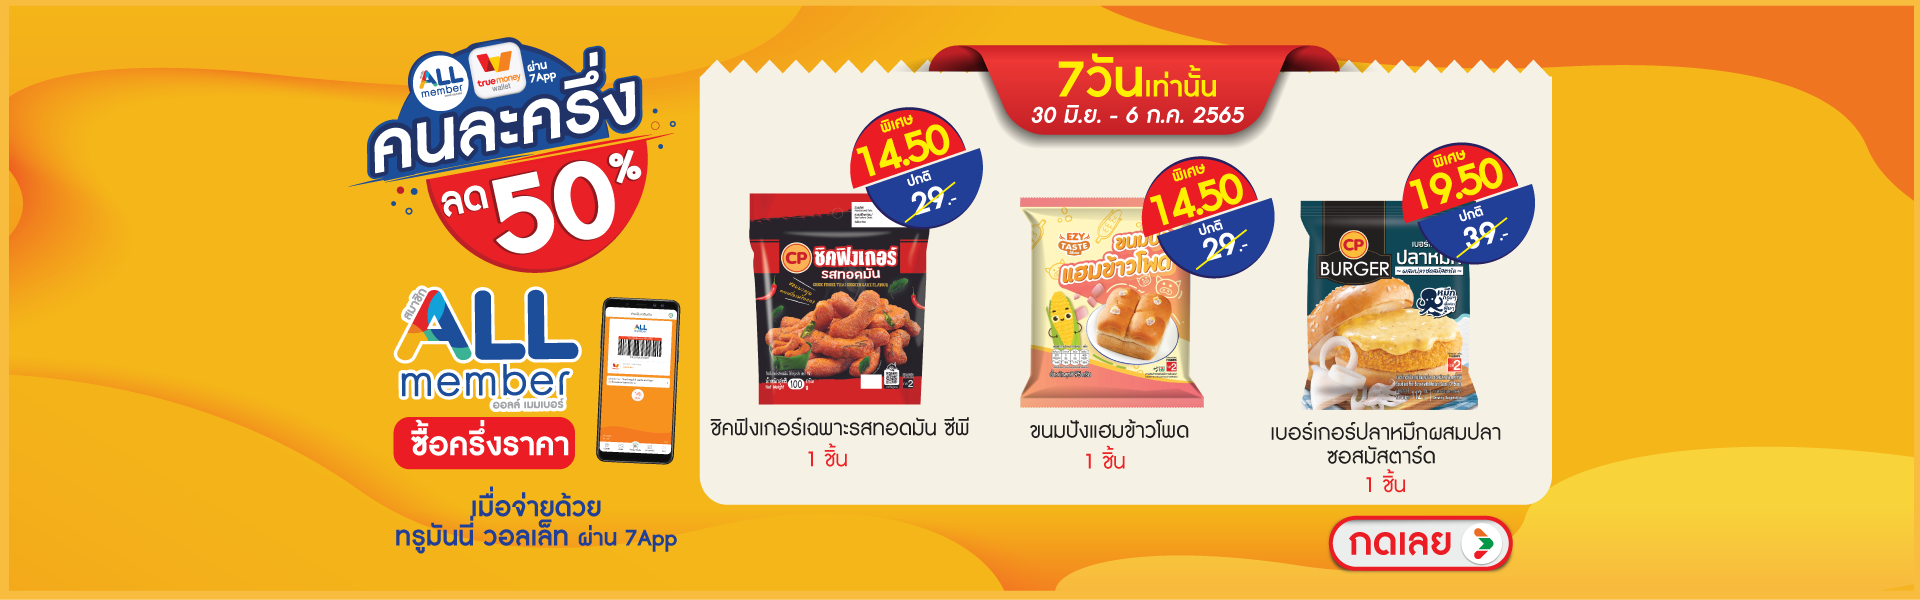 ALL
member
truemoney
wallet
ผ่าน
7App
คนละครึ่ง
ลด 50%
สมาชิก
ALL
member
ออลล์ เมมเบอร์
ซื้อครึ่งราคา
เมื่อจ่ายด้วย
ทรูมันนี่ วอลเล็ท ผ่าน 7App
7วันเท่านั้น
30 มิ.ย. - 6 ก.ค. 2565
พิเศษ
14.50
ปกติ
29.-
CP ชิคฟิงเกอร์
รสทอดมัน
100
ชิคฟิงเกอร์เฉพาะรสทอดมัน ซีพี
1 ชิ้น
พิเศษ
14.50
ปกติ
29.-
EZY
TASTE
แฮมข้าวโพด
ขนมปังแฮมข้าวโพด
1 ชิ้น
พิเศษ
19.50
ปกติ
39.-
CP
BURGER
ปลาหมึก
เบอร์เกอร์ปลาหมึกผสมปลา
ซอสมัสตาร์ด
1 ชิ้น
กดเลย